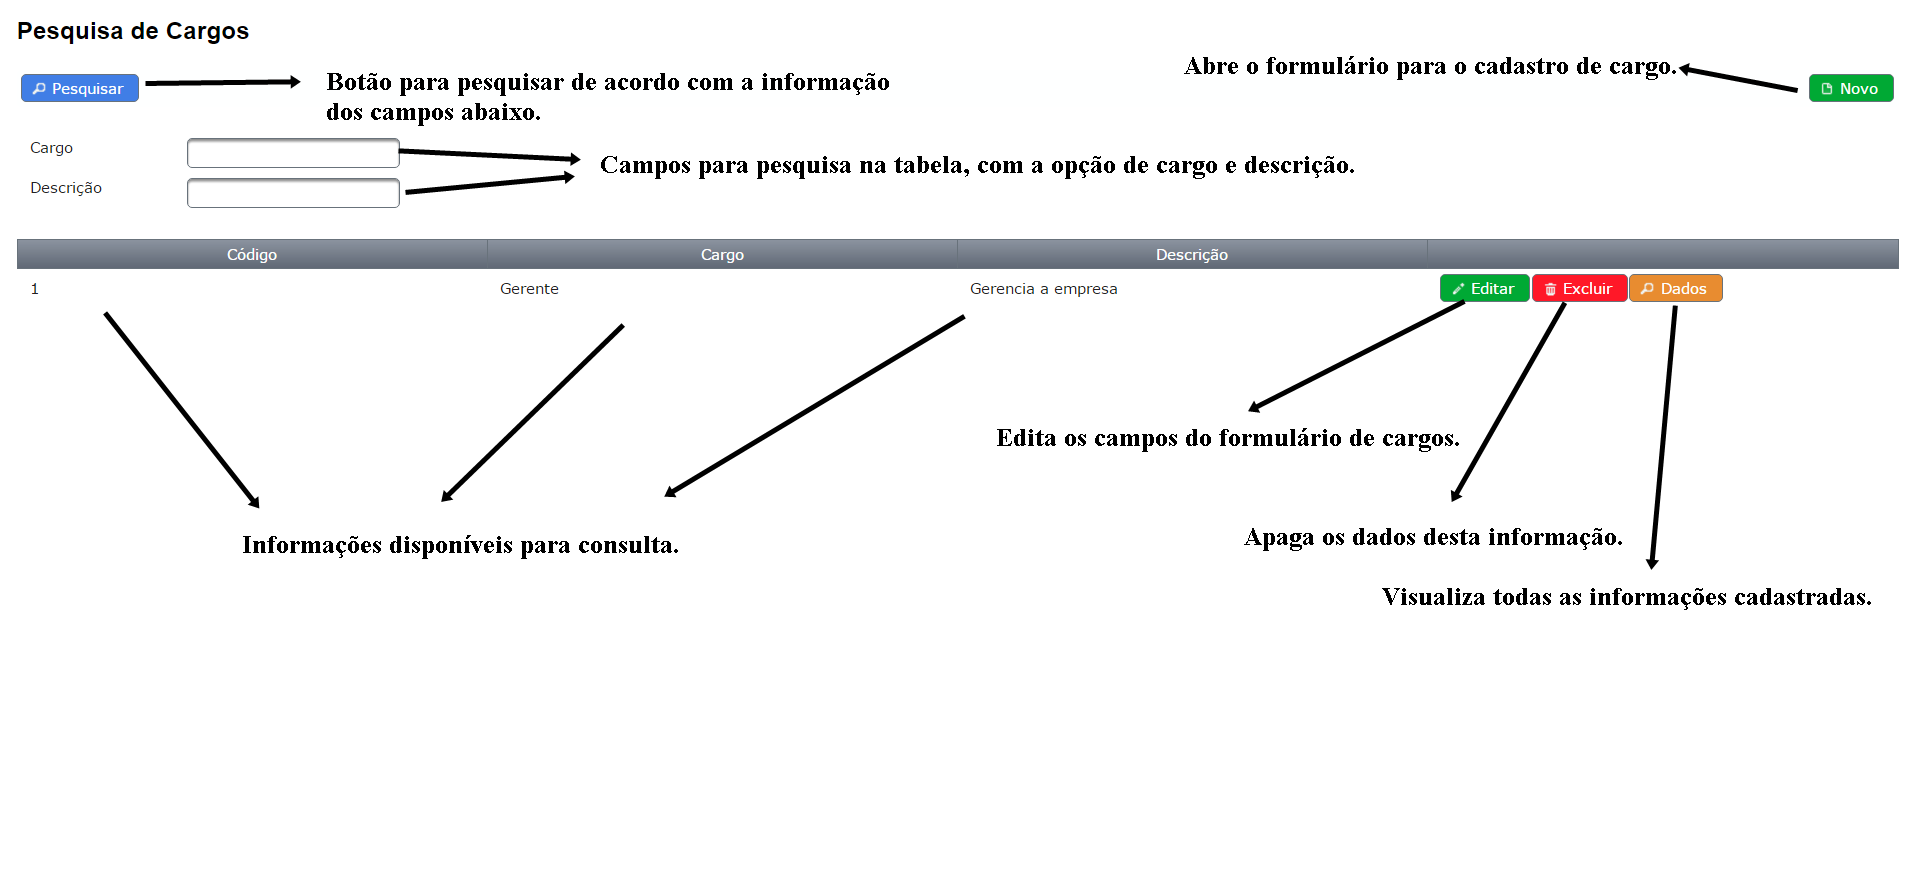 Pesquisa de Cargos
Abre o formulário para o cadastro de cargo.
Pesquisar
Botão para pesquisar de acordo com a informação
dos campos abaixo.
Novo
Cargo
Campos para pesquisa na tabela, com a opção de cargo e descrição.
Descrição
Código Cargo Descrição
1 Gerente Gerencia a empresa Editar Excluir Dados
Edita os campos do formulário de cargos.
Informações disponíveis para consulta.
Apaga os dados desta informação.
Visualiza todas as informações cadastradas.